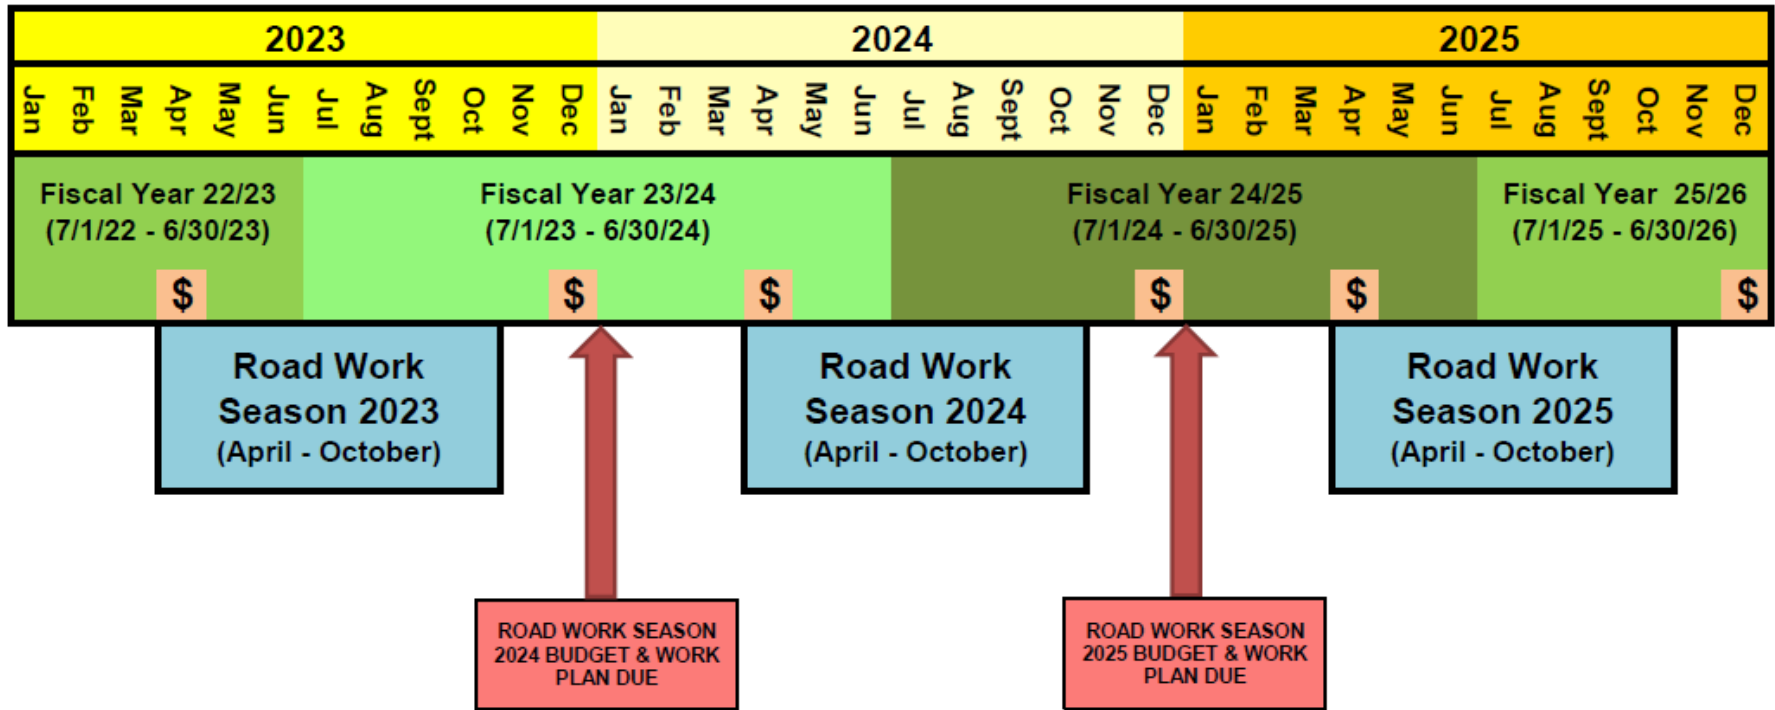 2023 2024 2025
Jan Feb Mar Apr May Jun Jul Aug Sept Oct Nov Dec Jan Feb Mar Apr May Jun Jul Aug Sept Oct Nov Dec Jan Feb Mar Apr May Jun Jul Aug Sept Oct Nov Dec
Fiscal Year 22/23
(7/1/22 - 6/30/23)
Fiscal Year 23/24
(7/1/23 - 6/30/24)
Fiscal Year 24/25
(7/1/24 - 6/30/25)
Fiscal Year 25/26
(7/1/25 - 6/30/26)
$ $ $ $ $ $
Road Work
Season 2023
(April - October)
Road Work
Season 2024
(April - October)
Road Work
Season 2025
(April - October)
ROAD WORK SEASON
2024 BUDGET & WORK
PLAN DUE
ROAD WORK SEASON
2025 BUDGET & WORK
PLAN DUE